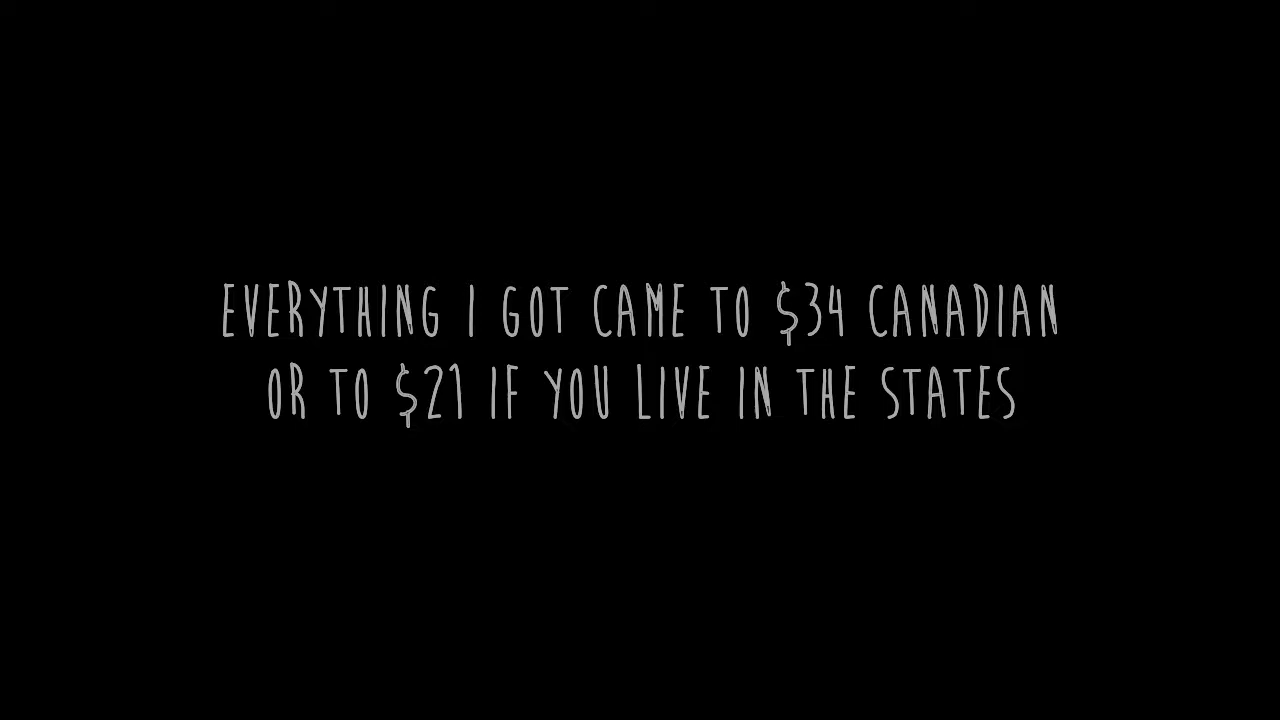 EVERYTHING I GOT CAME TO $34 CANADIAN
OR TO $21 IF YOU LIVE IN THE STATES